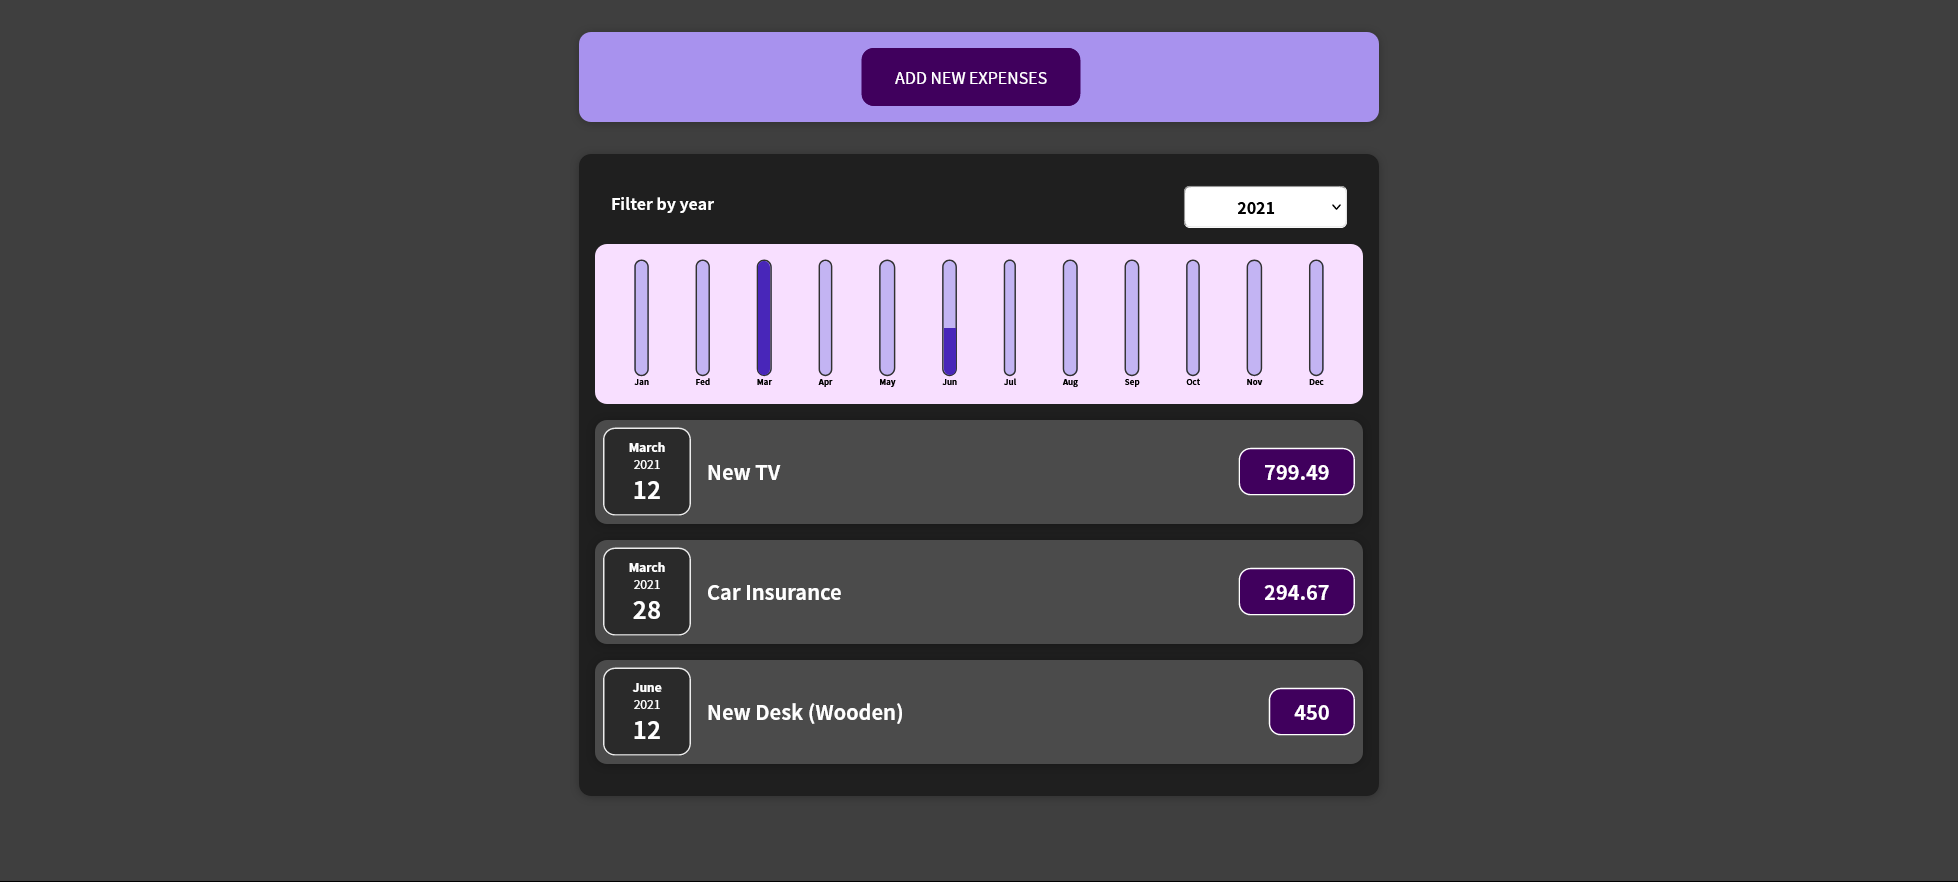 ADD NEW EXPENSES
Filter by year
2021
Jan Fed Mar Apr May Jun Jul Aug Sep Oct Nov Dec
March
2021
12
New TV
799.49
March
2021
28
Car Insurance
294.67
June
2021
12
New Desk (Wooden)
450